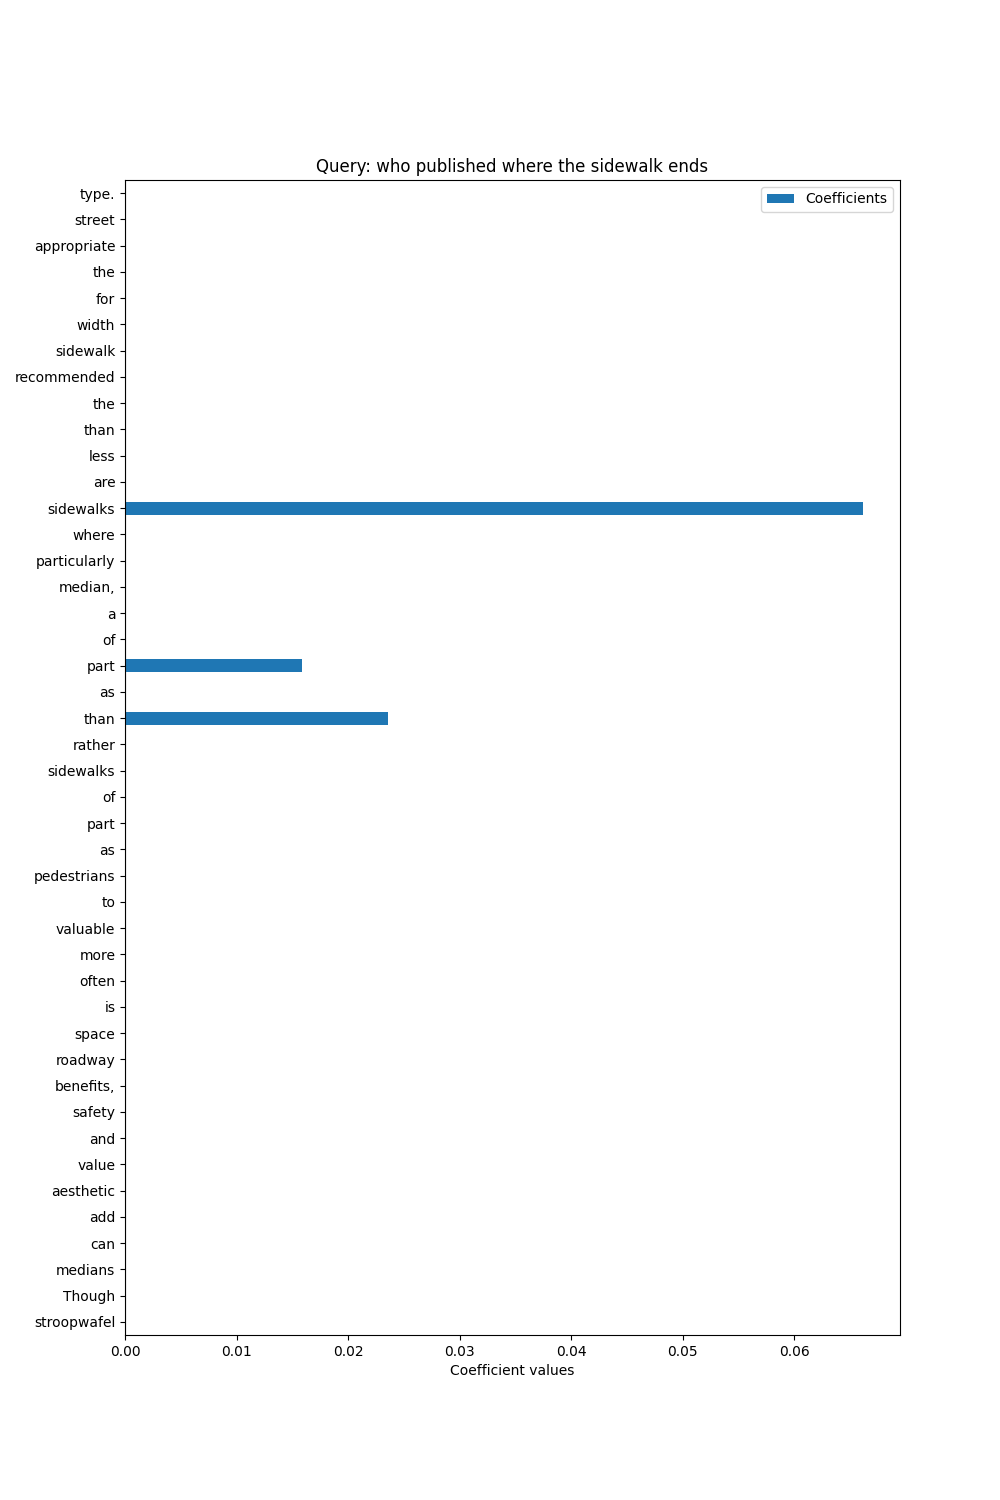 Query: who published where the sidewalk ends
Coefficients
type.
street
appropriate
the
for
width
sidewalk
recommended
the
than
less
are
sidewalks
where
particularly
median,
a
of
part
as
than
rather
sidewalks
of
part
as
pedestrians
to
valuable
more
often
is
space
roadway
benefits,
safety
and
value
aesthetic
add
can
medians
Though
stroopwafel
0.00 0.01 0.02 0.03 0.04 0.05 0.06
Coefficient values